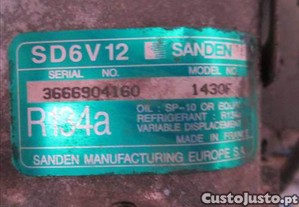 SD6V12 SANDEN
SERIAL NO. MODEL NO.
3666904160 1430F
R134a
OIL : SP-10 OR EQUIV
REFRIGERANT : R134a
VARIABLE DISPLACEMENT
MADE IN FRANCE
SANDEN MANUFACTURING EUROPE S.A.
CustoJusto.pt